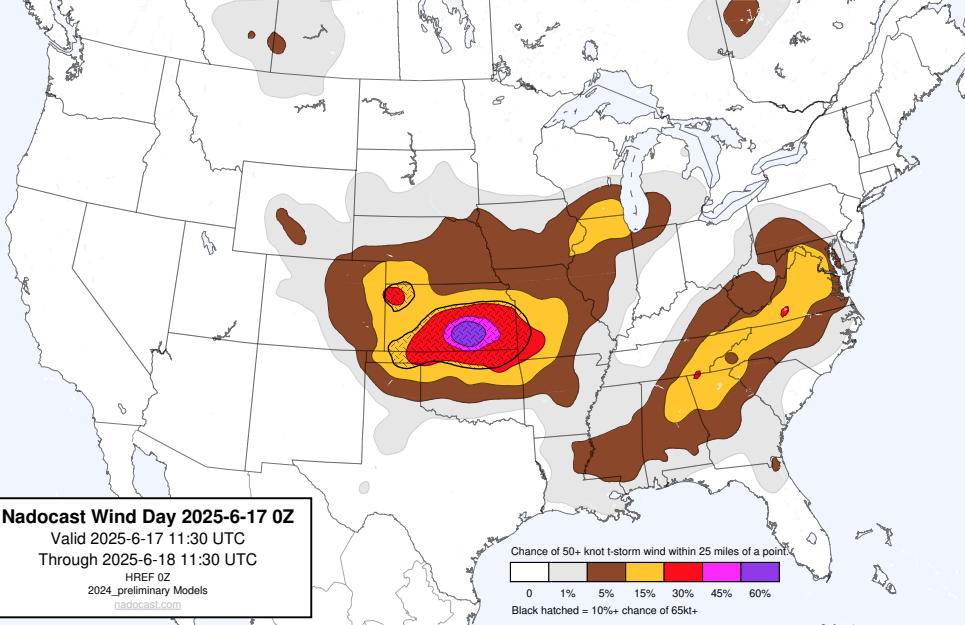 Nadocast Wind Day 2025-6-17 0Z
Valid 2025-6-17 11:30 UTC
Through 2025-6-18 11:30 UTC
HREF 0Z
2024_preliminary Models
nadocast.com
Chance of 50+ knot t-storm wind within 25 miles of a point.
0 1% 5% 15% 30% 45% 60%
Black hatched = 10%+ chance of 65kt+